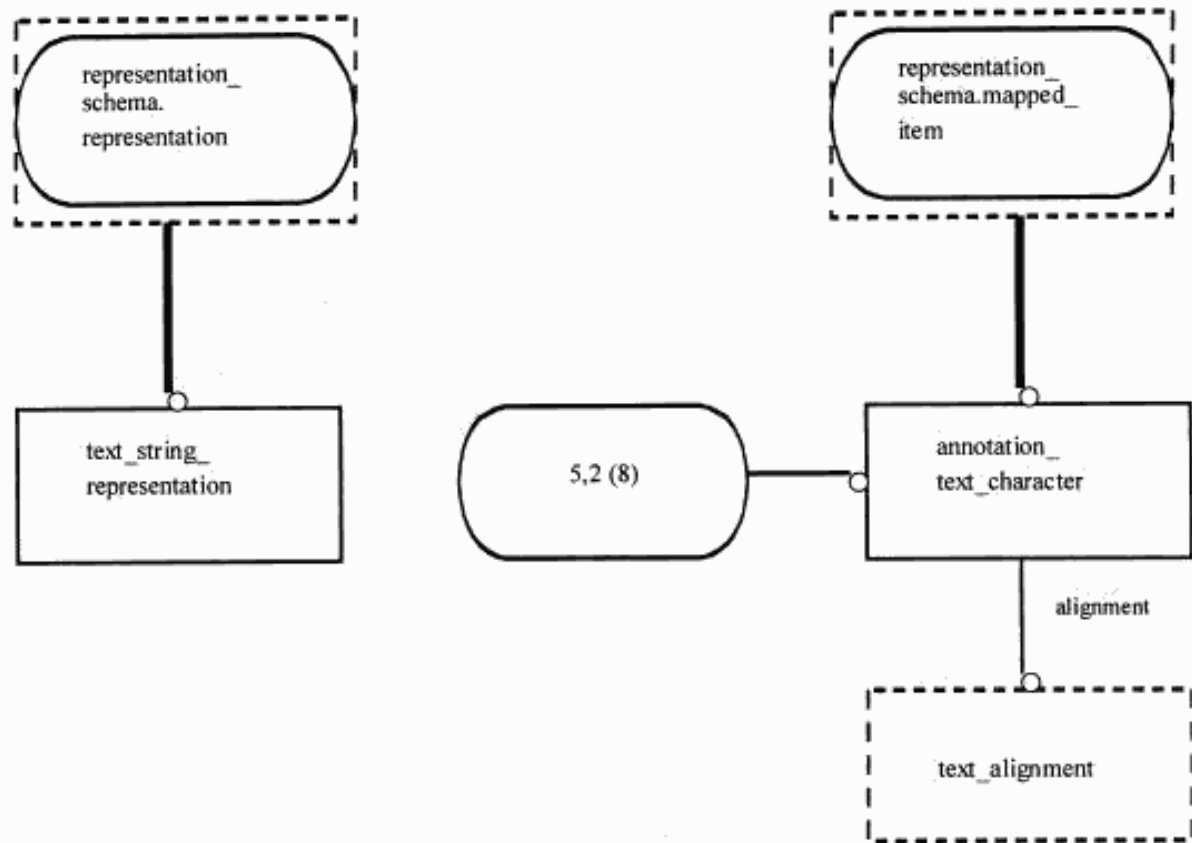 representation_
schema.
representation
representation_
schema.mapped_
item
text_string_
representation
5,2 (8)
annotation_
text_character
alignment
text_alignment